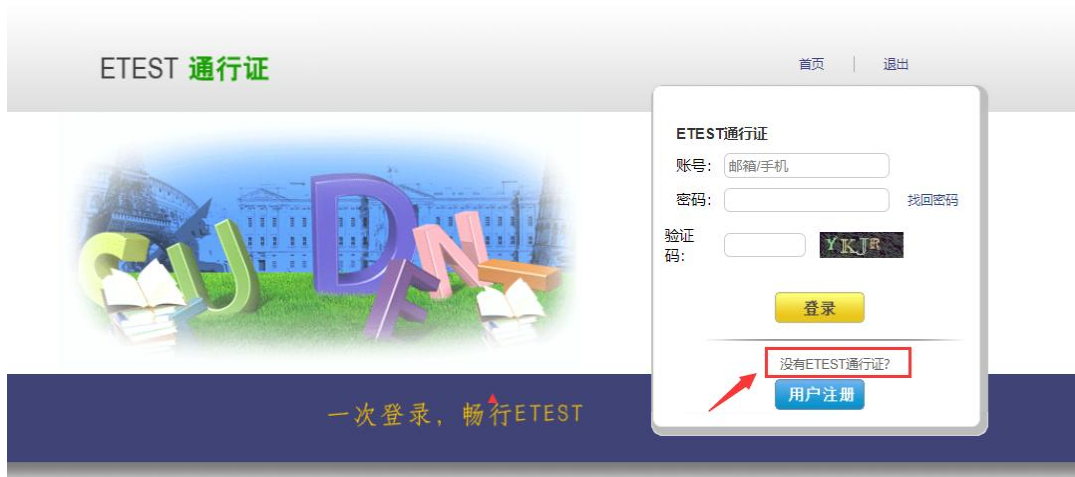 ETEST 通行证
首页 | 退出
ETEST通行证
账号： 邮箱/手机
密码： 找回密码
验证码： YKJR
登录
没有ETEST通行证?
用户注册
一次登录，畅行ETEST